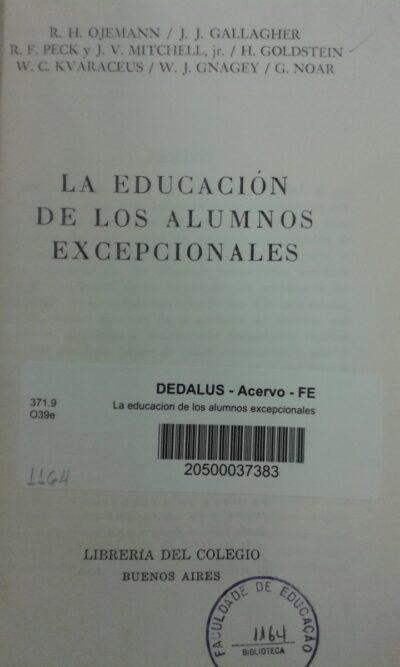 R. H. OJEMANN / J. J. GALLAGHER
R. F. PECK y J. V. MITCHELL, jr. / H. GOLDSTEIN
W. C. KVARACEUS / W. J. GNAGEY / G. NOAR
LA EDUCACIÓN
DE LOS ALUMNOS
EXCEPCIONALES
DEDALUS - Acervo - FE
371.9
O39e
La educacion de los alumnos excepcionales
20500037383
1164
LIBRERÍA DEL COLEGIO
BUENOS AIRES
FACULDADE DE EDUCAÇÃO
1164
BIBLIOTECA